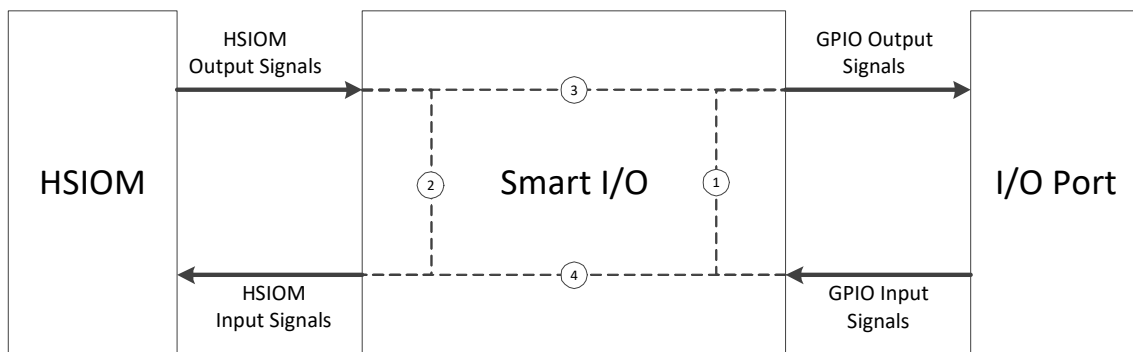 HSIOM
Output Signals
GPIO Output
Signals
3
HSIOM
2
Smart I/O
1
I/O Port
4
HSIOM
Input Signals
GPIO Input
Signals